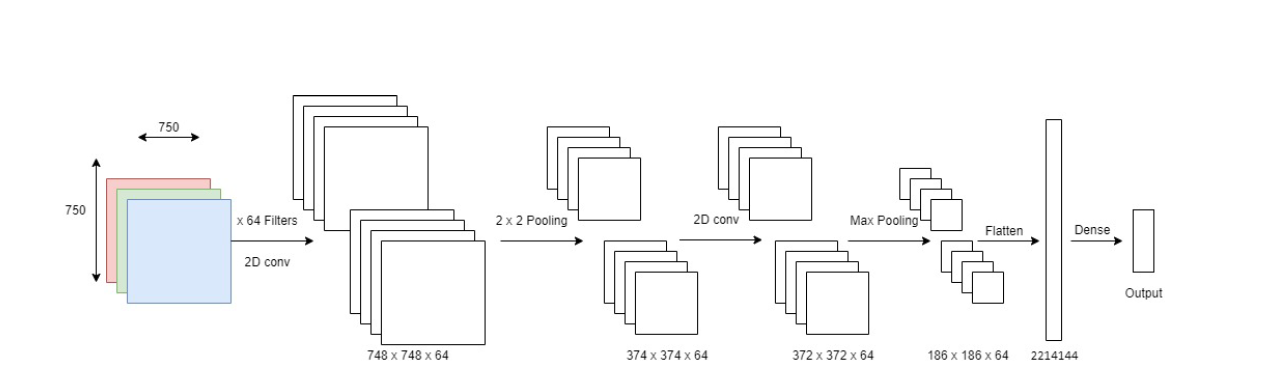 750
750
x 64 Filters
2D conv
748 x 748 x 64
2 x 2 Pooling
374 x 374 x 64
2D conv
372 x 372 x 64
Max Pooling
186 x 186 x 64
Flatten
2214144
Dense
Output